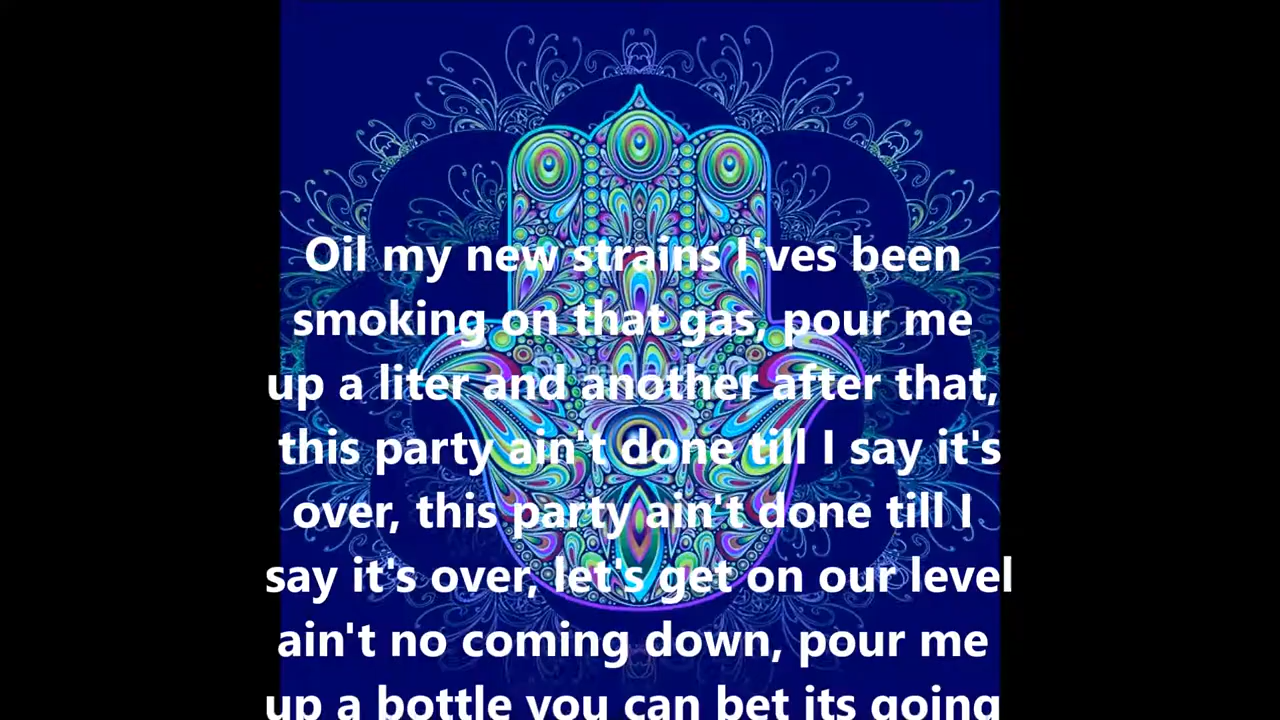 Oil my new strains I'ves been
smoking on that gas, pour me
up a liter and another after that,
this party ain't done till I say it's
over, this party ain't done till I
say it's over, let's get on our level
ain't no coming down, pour me
up a bottle you can bet its going